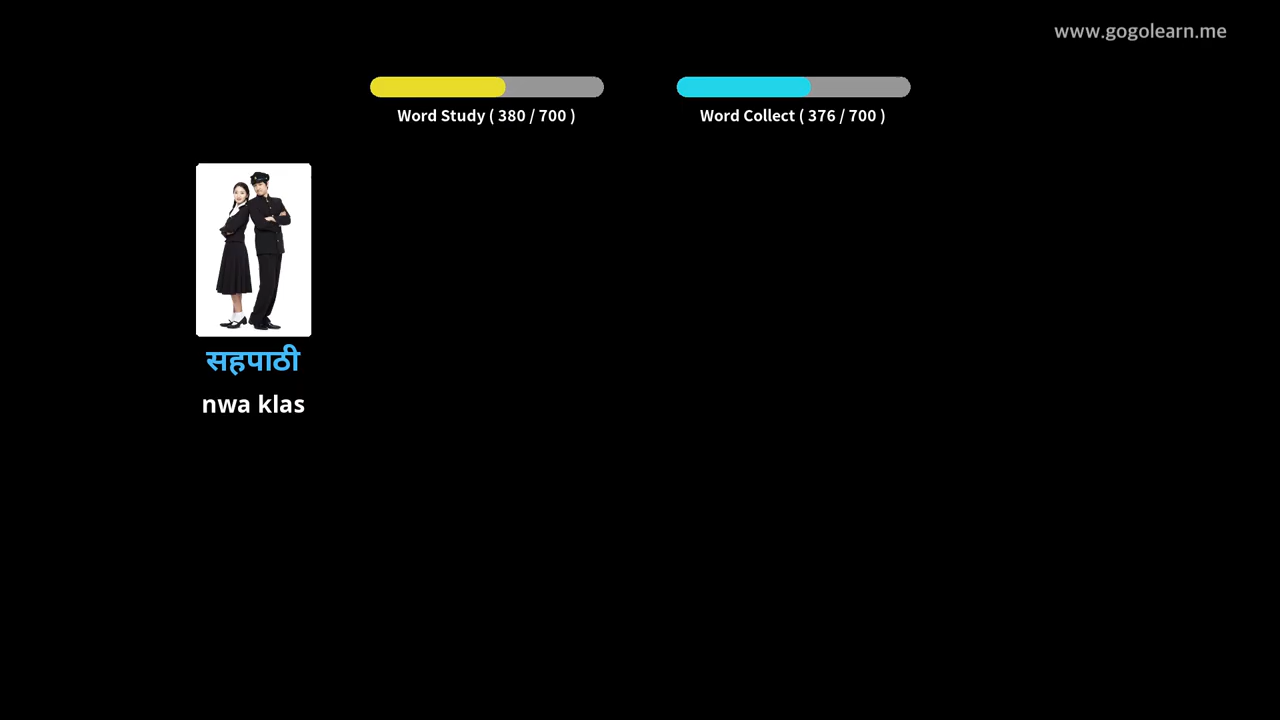 www.gogolearn.me
Word Study ( 380 / 700 )
Word Collect ( 376 / 700 )
सहपाठी
nwa klas